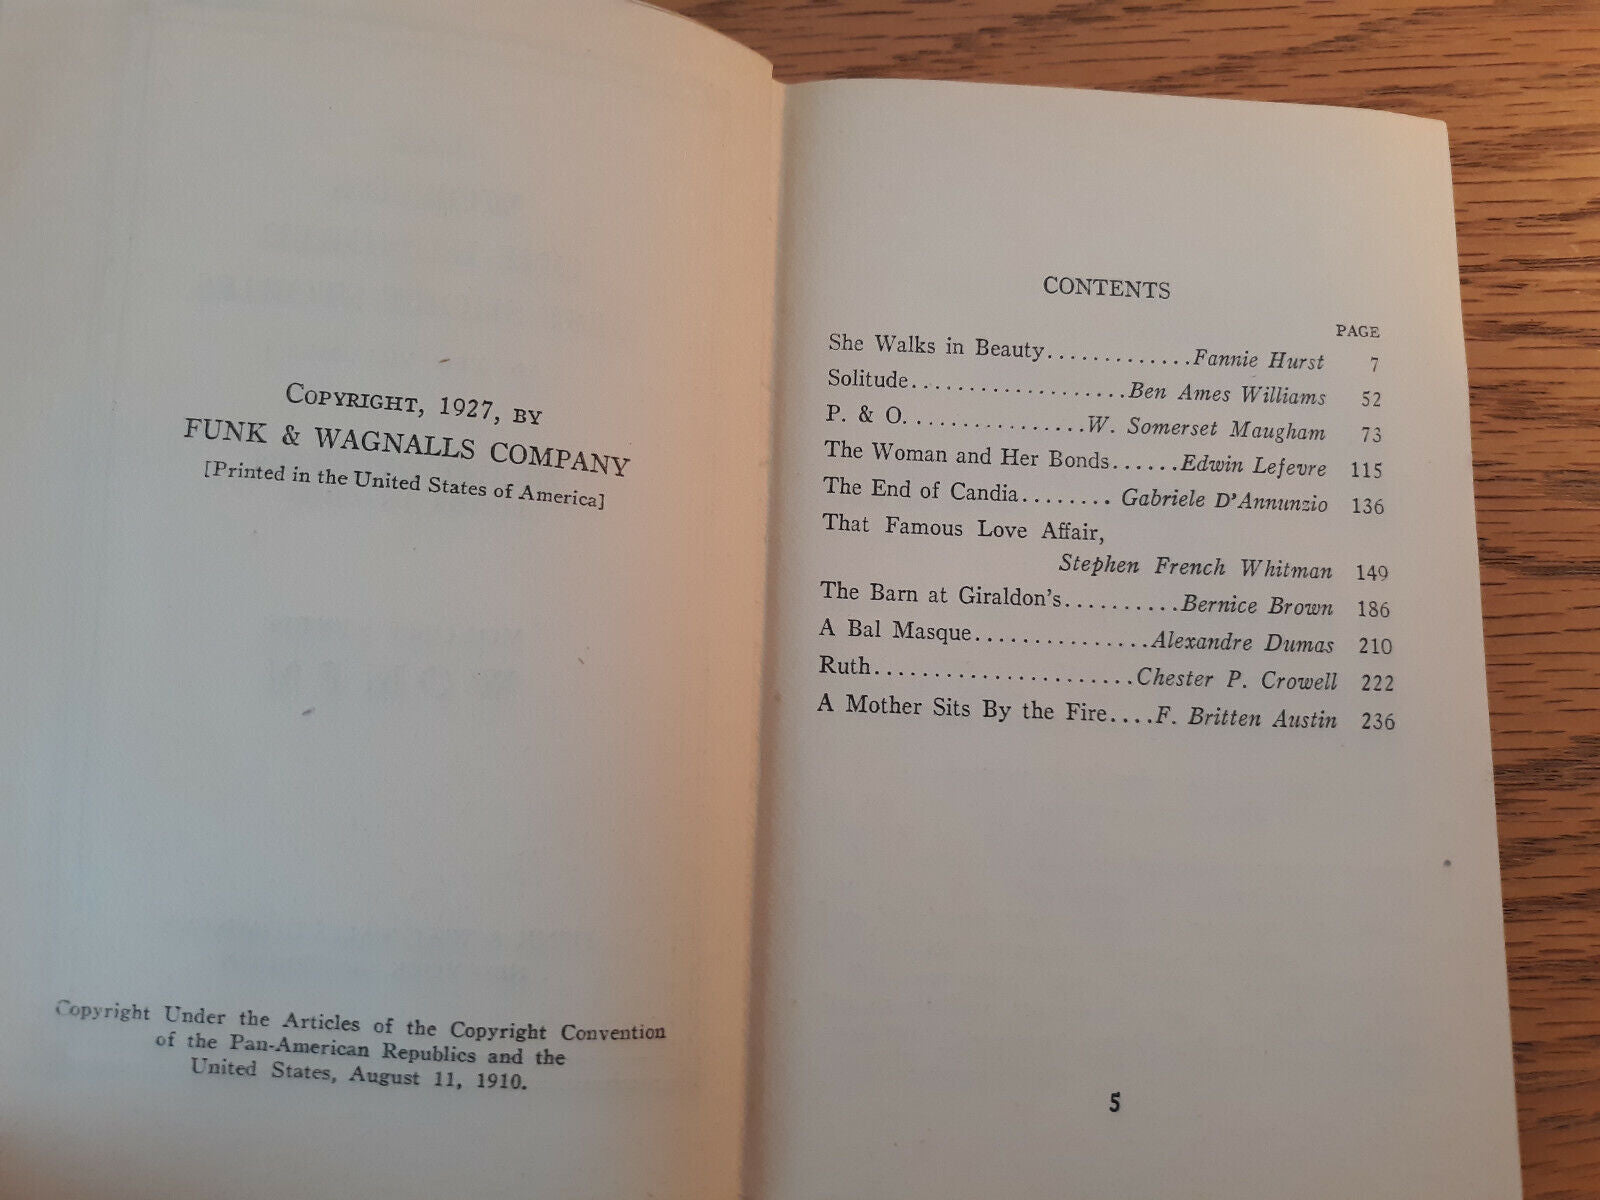 COPYRIGHT, 1927, BY
FUNK & WAGNALLS COMPANY
[Printed in the United States of America]
Copyright Under the Articles of the Copyright Convention
of the Pan-American Republics and the
United States, August 11, 1910.
CONTENTS
PAGE
She Walks in Beauty.............Fannie Hurst 7
Solitude...................Ben Ames Williams 52
P. & O................W. Somerset Maugham 73
The Woman and Her Bonds......Edwin Lefevre 115
The End of Candia........ Gabriele D'Annunzio 136
That Famous Love Affair,
Stephen French Whitman 149
The Barn at Giraldon's..........Bernice Brown 186
A Bal Masque...............Alexandre Dumas 210
Ruth......................Chester P. Crowell 222
A Mother Sits By the Fire....F. Britten Austin 236
5